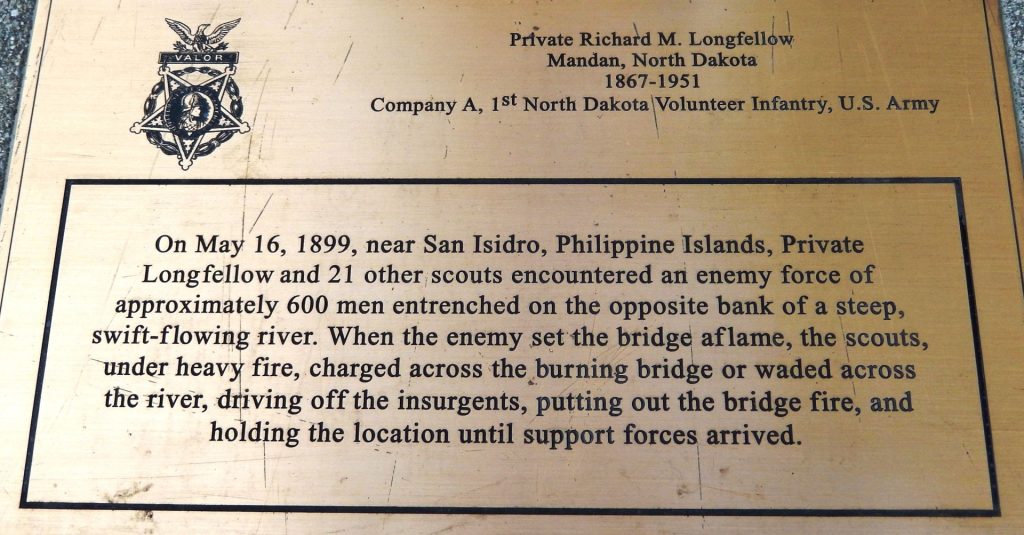 VALOR
Private Richard M. Longfellow
Mandan, North Dakota
1867-1951
Company A, 1st North Dakota Volunteer Infantry, U.S. Army
On May 16, 1899, near San Isidro, Philippine Islands, Private
Longfellow and 21 other scouts encountered an enemy force of
approximately 600 men entrenched on the opposite bank of a steep,
swift-flowing river. When the enemy set the bridge aflame, the scouts,
under heavy fire, charged across the burning bridge or waded across
the river, driving off the insurgents, putting out the bridge fire, and
holding the location until support forces arrived.